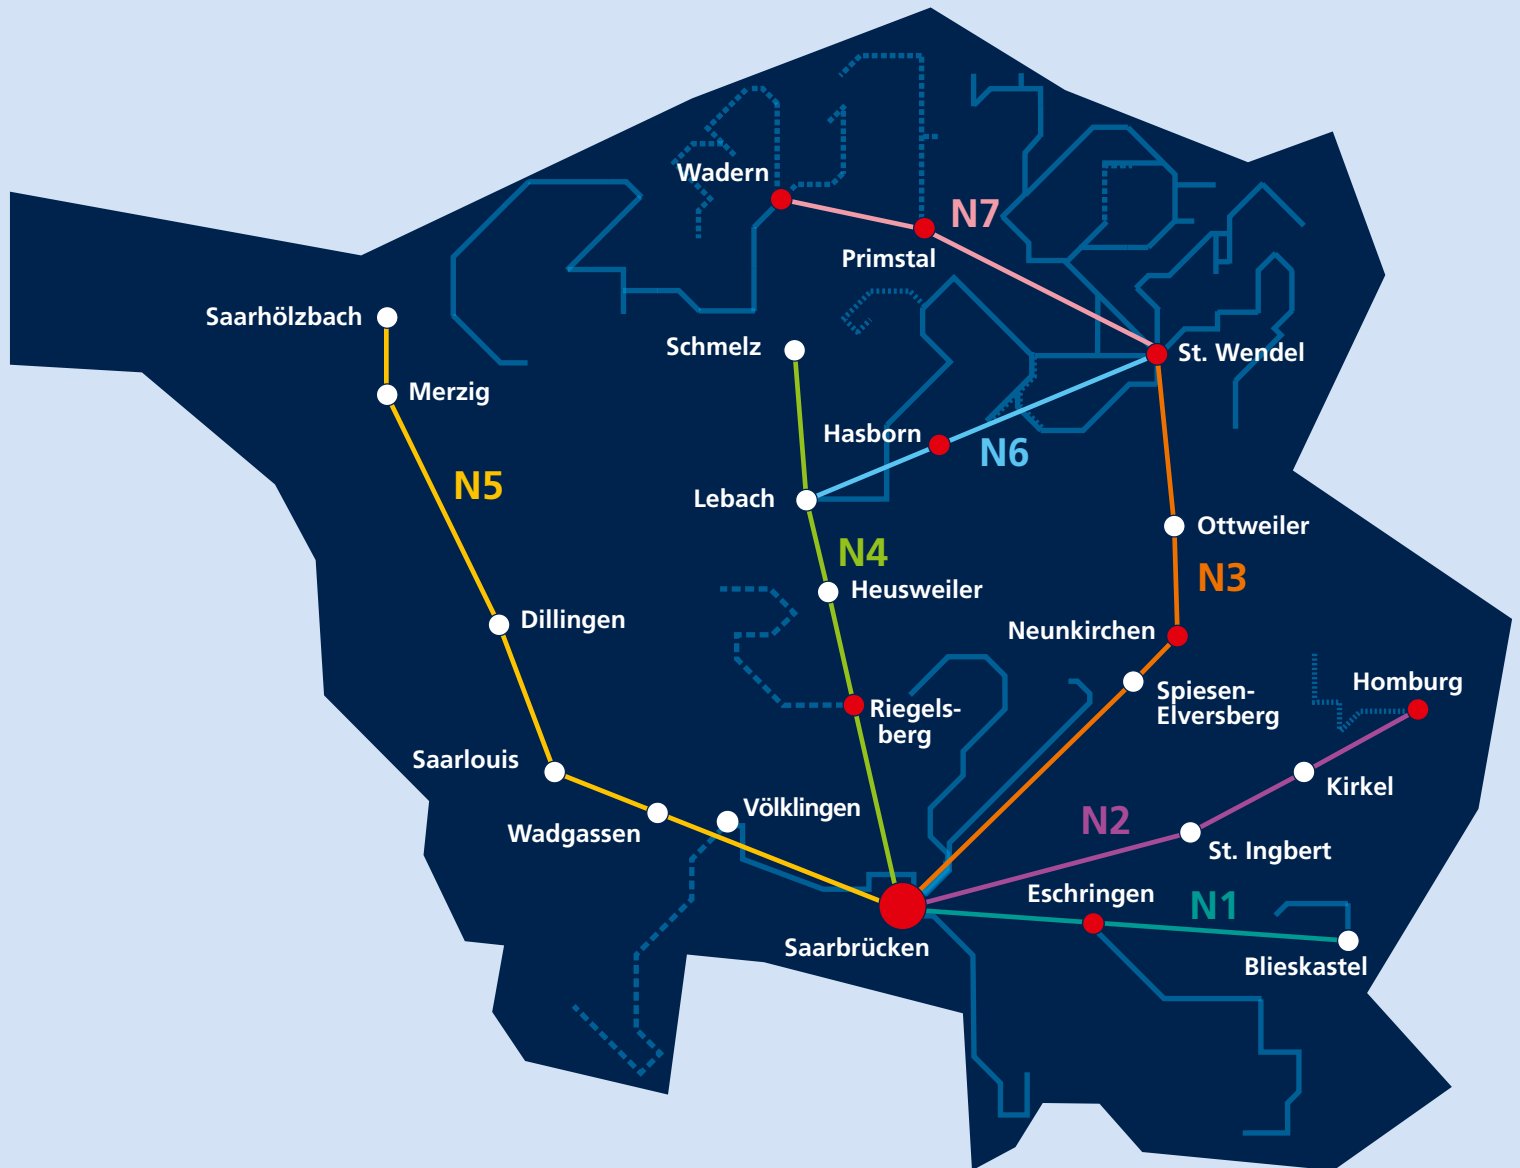 Wadern
N7
Primstal
Saarhölzbach
Schmelz
St. Wendel
Merzig
Hasborn
N6
N5
Lebach
Ottweiler
N4
N3
Heusweiler
Dillingen
Neunkirchen
Spiesen-
Elversberg
Homburg
Riegels-
berg
Saarlouis
Kirkel
Völklingen
Wadgassen
N2
St. Ingbert
Eschringen
N1
Saarbrücken
Blieskastel